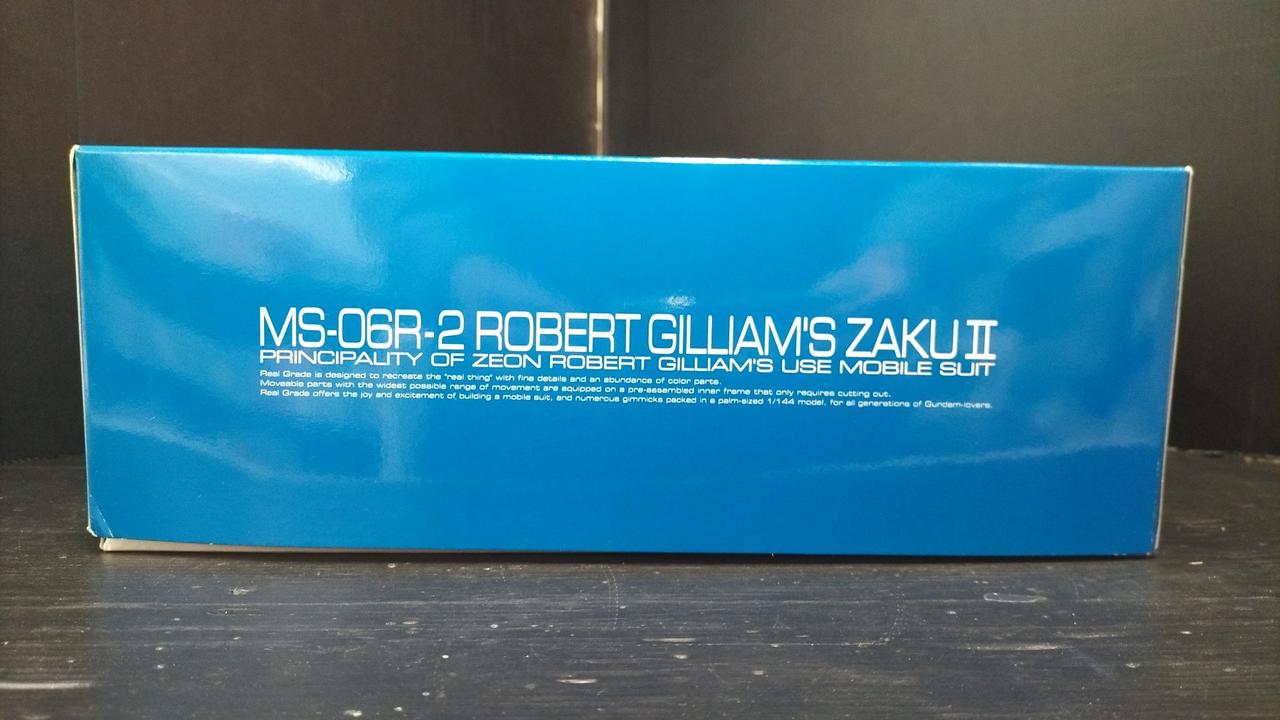 MS-06R-2 ROBERT GILLIAM'S ZAKU II
PRINCIPALITY OF ZEON ROBERT GILLIAM'S USE MOBILE SUIT
Real Grade is designed to recreate the "real thing" with fine details and an abundance of color parts.
Moveable parts with the widest possible range of movement are equipped on a pre-assembled inner frame that only requires cutting out.
Real Grade offers the joy and excitement of building a mobile suit, and numerous gimmicks packed in a palm-sized 1/144 model, for all generations of Gundam-lovers.